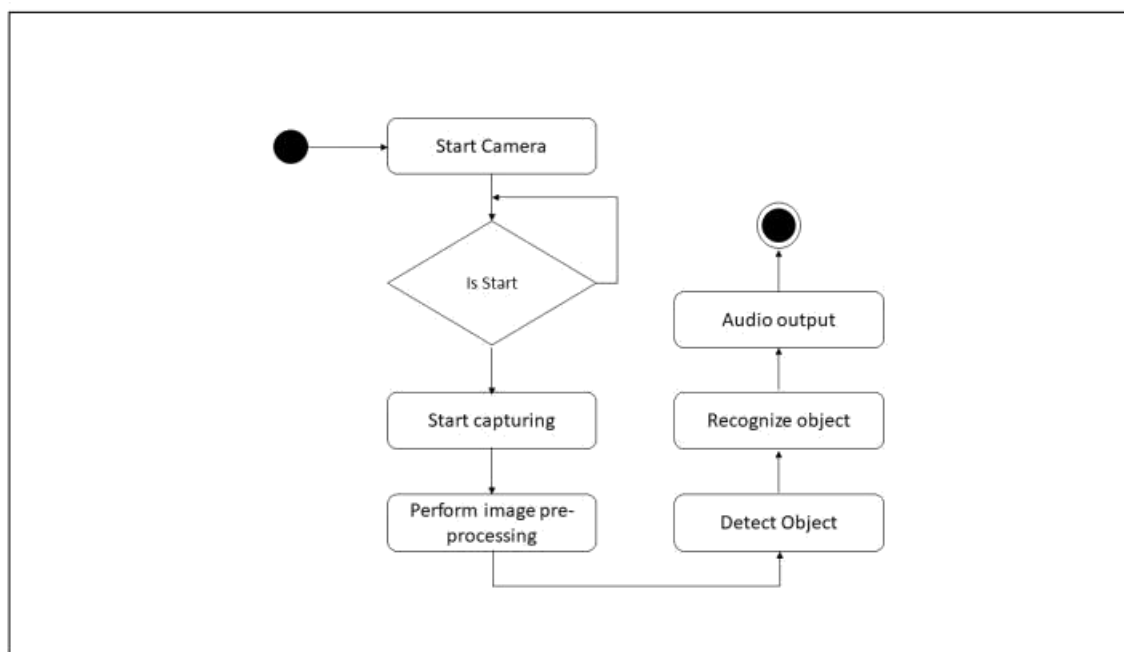 Start Camera
Is Start
Start capturing
Perform image pre-
processing
Detect Object
Recognize object
Audio output